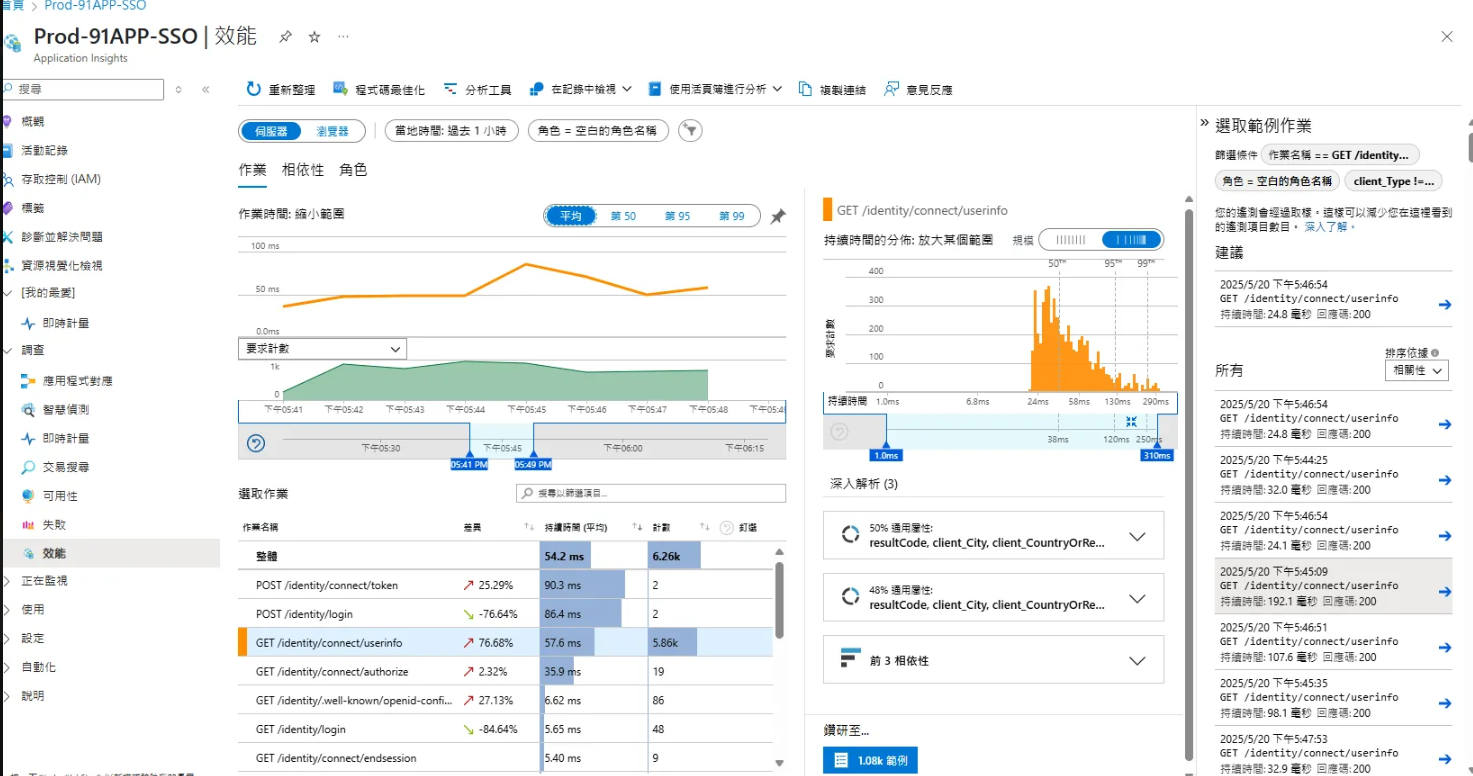 首頁 > Prod-91APP-SSO
Prod-91APP-SSO | 效能
Application Insights
搜尋
概觀
活動記錄
存取控制 (IAM)
標籤
診斷並解決問題
資源視覺化檢視
[我的最愛]
即時計量
調查
應用程式對應
智慧偵測
即時計量
交易搜尋
可用性
失敗
效能
正在監視
使用
設定
自動化
說明
重新整理 程式碼最佳化 分析工具 在記錄中檢視 使用活頁簿進行分析 複製連結 意見反應
伺服器 瀏覽器 當地時間: 過去 1 小時 角色 = 空白的角色名稱
作業 相依性 角色
作業時間: 縮小範圍 平均 第 50 第 95 第 99
100 ms
50 ms
0.0ms
要求計數
1k
0
下午05:41 下午05:42 下午05:43 下午05:44 下午05:45 下午05:46 下午05:47 下午05:48
下午05:30 下午05:45 下午06:00 下午06:15
05:41 PM 05:49 PM
選取作業 搜尋以篩選項目...
作業名稱 差異 持續時間 (平均) 計數 釘選
整體 54.2 ms 6.26k
POST /identity/connect/token 25.29% 90.3 ms 2
POST /identity/login -76.64% 86.4 ms 2
GET /identity/connect/userinfo 76.68% 57.6 ms 5.86k
GET /identity/connect/authorize 2.32% 35.9 ms 19
GET /identity/.well-known/openid-confi... 27.13% 6.62 ms 86
GET /identity/login -84.64% 5.65 ms 48
GET /identity/connect/endsession 5.40 ms 9
GET /identity/connect/userinfo
持續時間的分佈: 放大某個範圍 規模
50TH 95TH 99TH
400
300
200
100
0
要求計數
持續時間 1.0ms 6.8ms 24ms 58ms 130ms 290ms
38ms 120ms 250ms
1.0ms 310ms
深入解析 (3)
50% 通用屬性:
resultCode, client_City, client_CountryOrRe...
48% 通用屬性:
resultCode, client_City, client_CountryOrRe...
前 3 相依性
鑽研至...
1.08k 範例
選取範例作業
篩選條件 作業名稱 == GET /identity...
角色 = 空白的角色名稱 client_Type !=...
您的遙測會經過取樣。這樣可以減少您在這裡看到
的遙測項目數目。深入了解。
建議
2025/5/20 下午5:46:54
GET /identity/connect/userinfo
持續時間: 24.8 毫秒 回應碼: 200
排序依據
所有 相關性
2025/5/20 下午5:46:54
GET /identity/connect/userinfo
持續時間: 24.8 毫秒 回應碼: 200
2025/5/20 下午5:44:25
GET /identity/connect/userinfo
持續時間: 32.0 毫秒 回應碼: 200
2025/5/20 下午5:46:54
GET /identity/connect/userinfo
持續時間: 24.1 毫秒 回應碼: 200
2025/5/20 下午5:45:09
GET /identity/connect/userinfo
持續時間: 192.1 毫秒 回應碼: 200
2025/5/20 下午5:46:51
GET /identity/connect/userinfo
持續時間: 107.6 毫秒 回應碼: 200
2025/5/20 下午5:45:35
GET /identity/connect/userinfo
持續時間: 98.1 毫秒 回應碼: 200
2025/5/20 下午5:47:53
GET /identity/connect/userinfo
持續時間: 32.9 毫秒 回應碼: 200